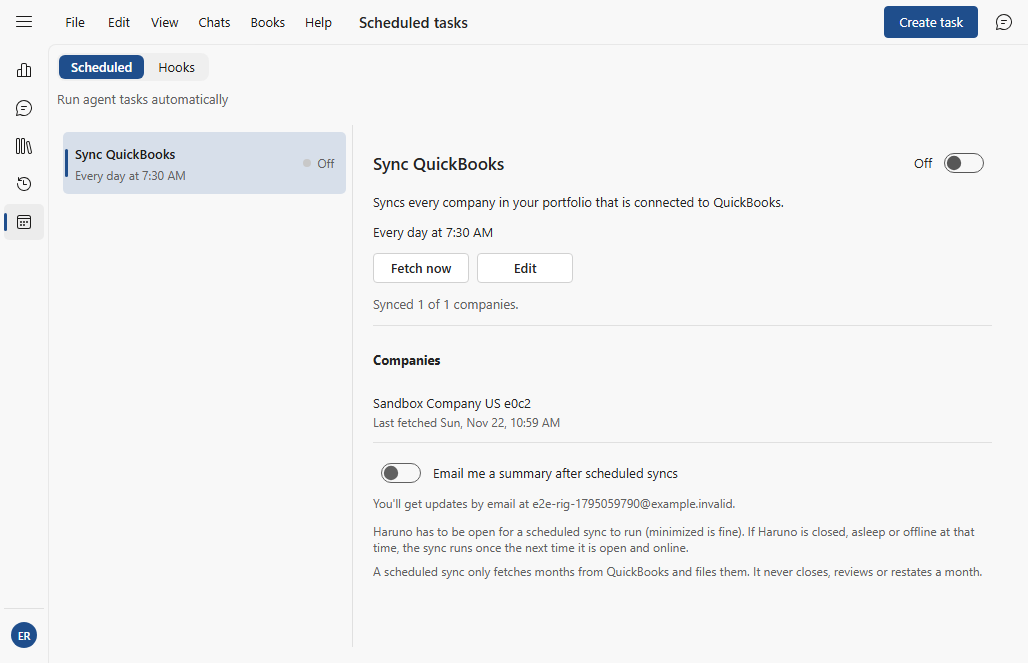 File Edit View Chats Books Help Scheduled tasks Create task
Scheduled Hooks
Run agent tasks automatically
Sync QuickBooks
Every day at 7:30 AM
Off
Sync QuickBooks
Off
Syncs every company in your portfolio that is connected to QuickBooks.
Every day at 7:30 AM
Fetch now Edit
Synced 1 of 1 companies.
Companies
Sandbox Company US e0c2
Last fetched Sun, Nov 22, 10:59 AM
Email me a summary after scheduled syncs
You'll get updates by email at e2e-rig-1795059790@example.invalid.
Haruno has to be open for a scheduled sync to run (minimized is fine). If Haruno is closed, asleep or offline at that
time, the sync runs once the next time it is open and online.
A scheduled sync only fetches months from QuickBooks and files them. It never closes, reviews or restates a month.
ER